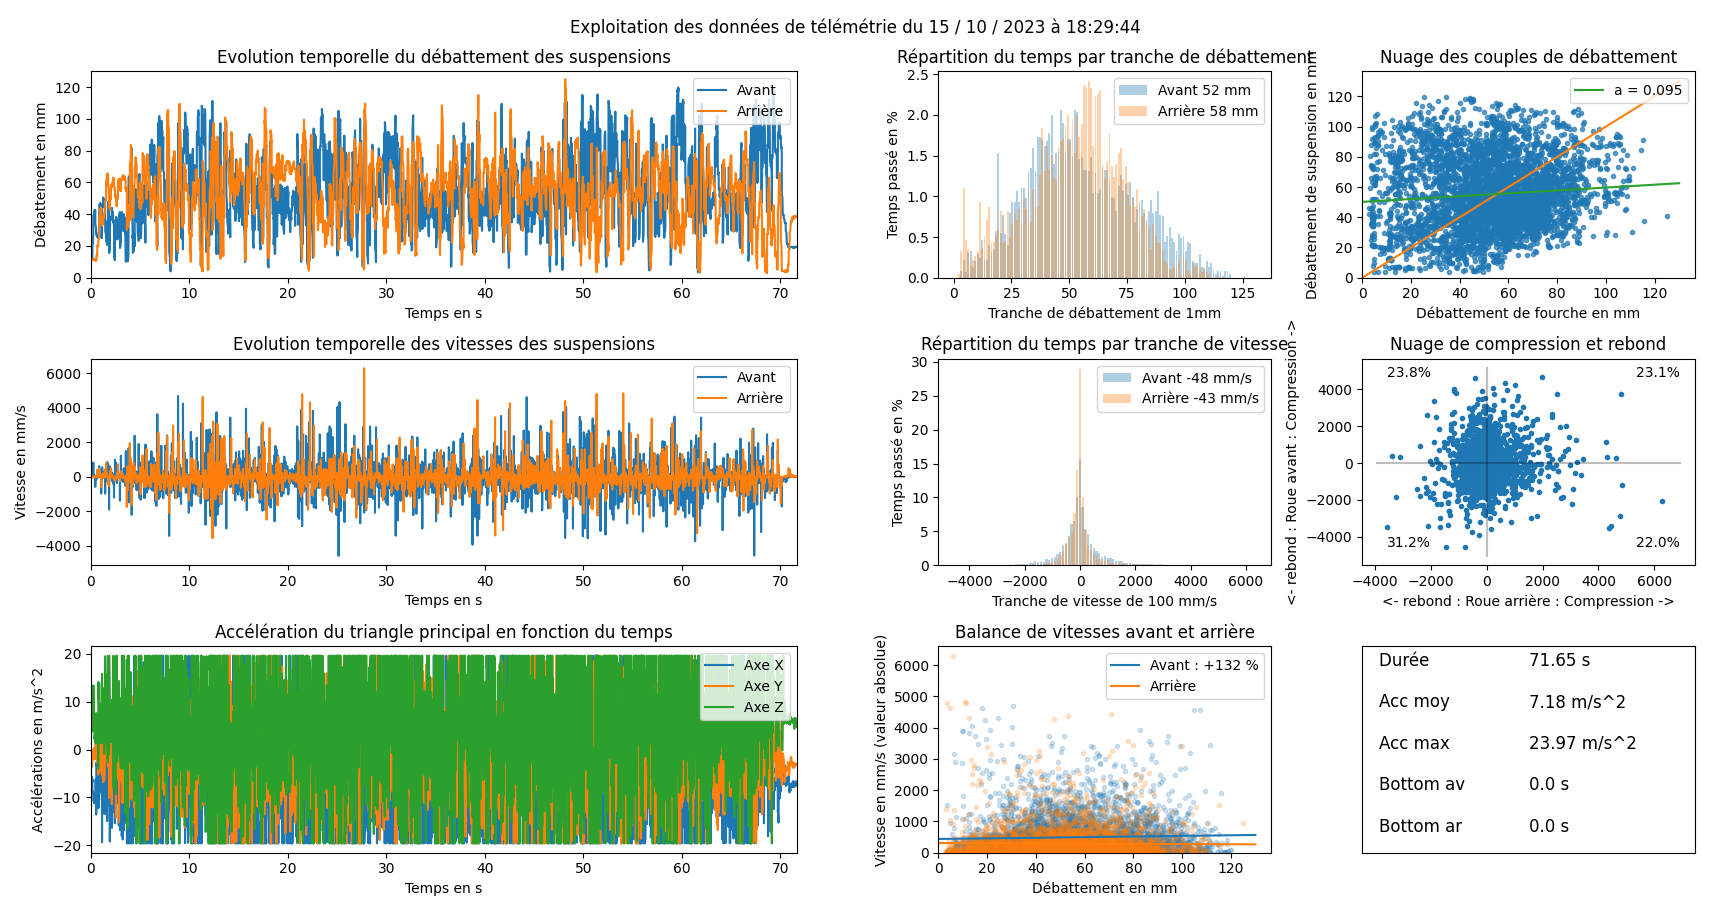 Exploitation des données de télémétrie du 15 / 10 / 2023 à 18:29:44
Evolution temporelle du débattement des suspensions
Débattement en mm
120
100
80
60
40
20
0
0 10 20 30 40 50 60 70
Temps en s
Avant
Arrière
Répartition du temps par tranche de débattement
Temps passé en %
2.5
2.0
1.5
1.0
0.5
0.0
0 25 50 75 100 125
Tranche de débattement de 1mm
Avant 52 mm
Arrière 58 mm
Nuage des couples de débattement
Débattement de suspension en mm
120
100
80
60
40
20
0
0 20 40 60 80 100 120
Débattement de fourche en mm
a = 0.095
Evolution temporelle des vitesses des suspensions
Vitesse en mm/s
6000
4000
2000
0
−2000
−4000
0 10 20 30 40 50 60 70
Temps en s
Avant
Arrière
Répartition du temps par tranche de vitesse
Temps passé en %
30
25
20
15
10
5
0
−4000 −2000 0 2000 4000 6000
Tranche de vitesse de 100 mm/s
Avant -48 mm/s
Arrière -43 mm/s
Nuage de compression et rebond
<- rebond : Roue avant : Compression ->
4000
2000
0
−2000
−4000
−4000 −2000 0 2000 4000 6000
<- rebond : Roue arrière : Compression ->
23.8% 23.1%
31.2% 22.0%
Accélération du triangle principal en fonction du temps
Accélérations en m/s^2
20
10
0
−10
−20
0 10 20 30 40 50 60 70
Temps en s
Axe X
Axe Y
Axe Z
Balance de vitesses avant et arrière
Vitesse en mm/s (valeur absolue)
6000
5000
4000
3000
2000
1000
0
0 20 40 60 80 100 120
Débattement en mm
Avant : +132 %
Arrière
Durée 71.65 s
Acc moy 7.18 m/s^2
Acc max 23.97 m/s^2
Bottom av 0.0 s
Bottom ar 0.0 s